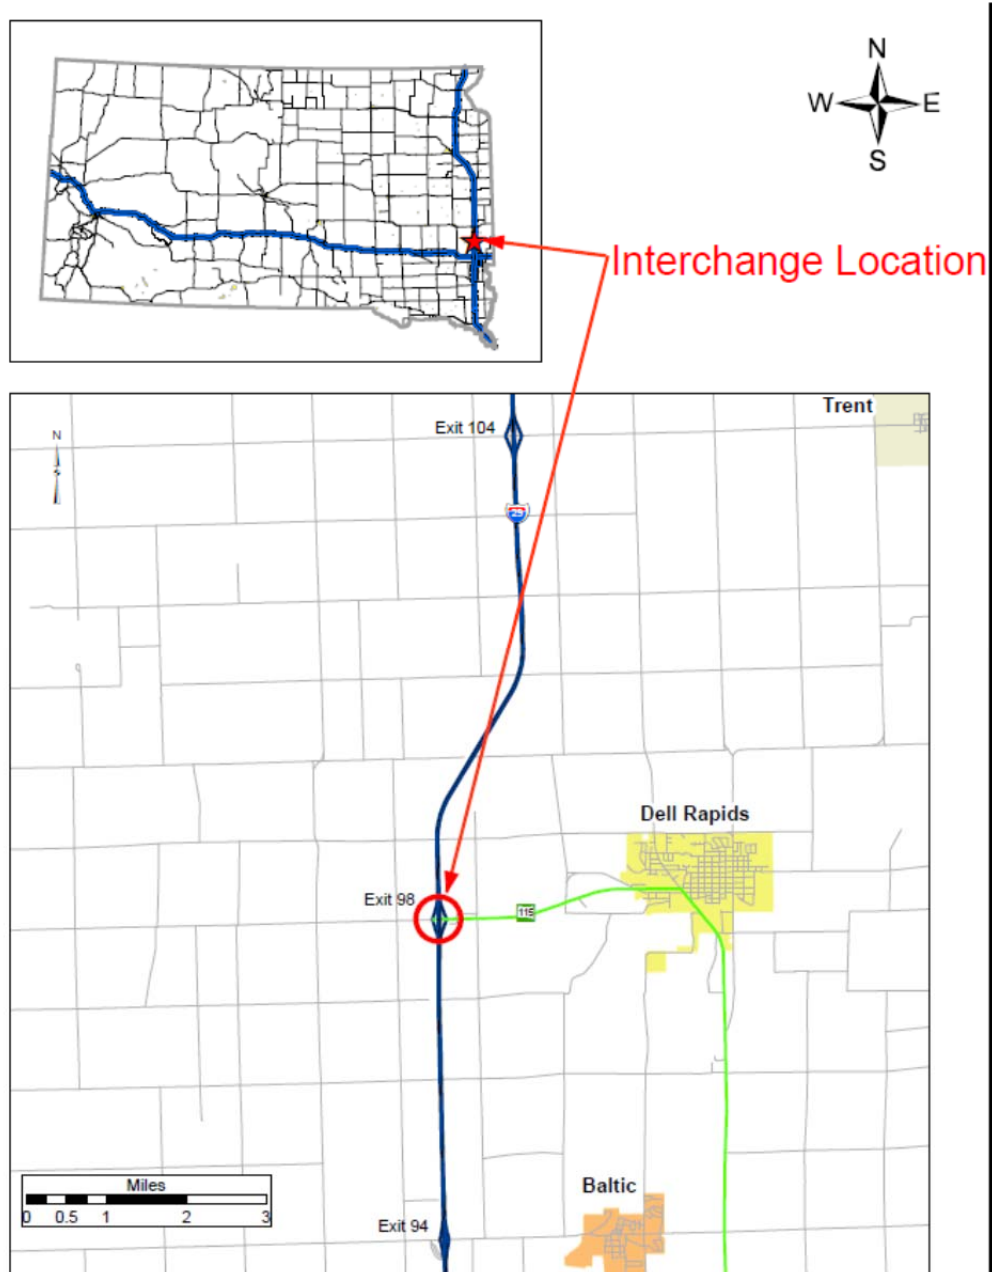 N
W E
S
Interchange Location
Trent
Exit 104
N
S
29
Dell Rapids
Exit 98
115
Baltic
Miles
0 0.5 1 2 3
Exit 94